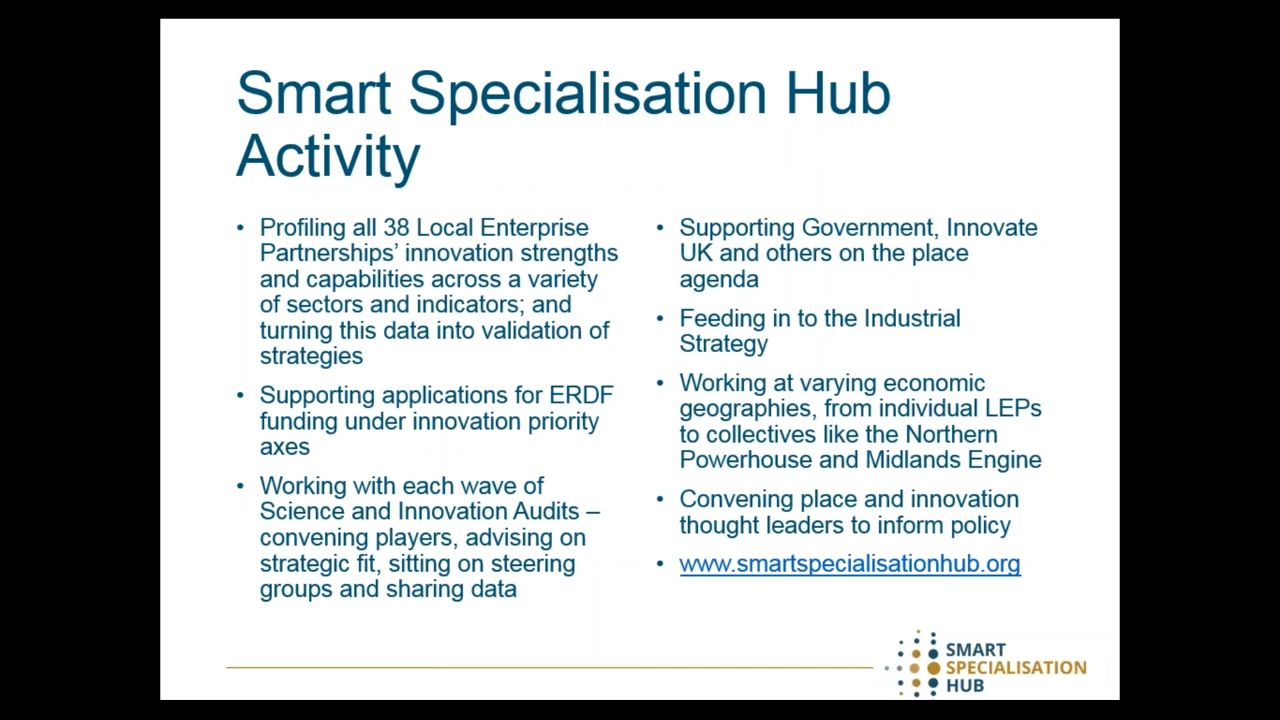 Smart Specialisation Hub
Activity
• Profiling all 38 Local Enterprise
Partnerships’ innovation strengths
and capabilities across a variety
of sectors and indicators; and
turning this data into validation of
strategies
• Supporting applications for ERDF
funding under innovation priority
axes
• Working with each wave of
Science and Innovation Audits –
convening players, advising on
strategic fit, sitting on steering
groups and sharing data
• Supporting Government, Innovate
UK and others on the place
agenda
• Feeding in to the Industrial
Strategy
• Working at varying economic
geographies, from individual LEPs
to collectives like the Northern
Powerhouse and Midlands Engine
• Convening place and innovation
thought leaders to inform policy
• www.smartspecialisationhub.org
SMART
SPECIALISATION
HUB